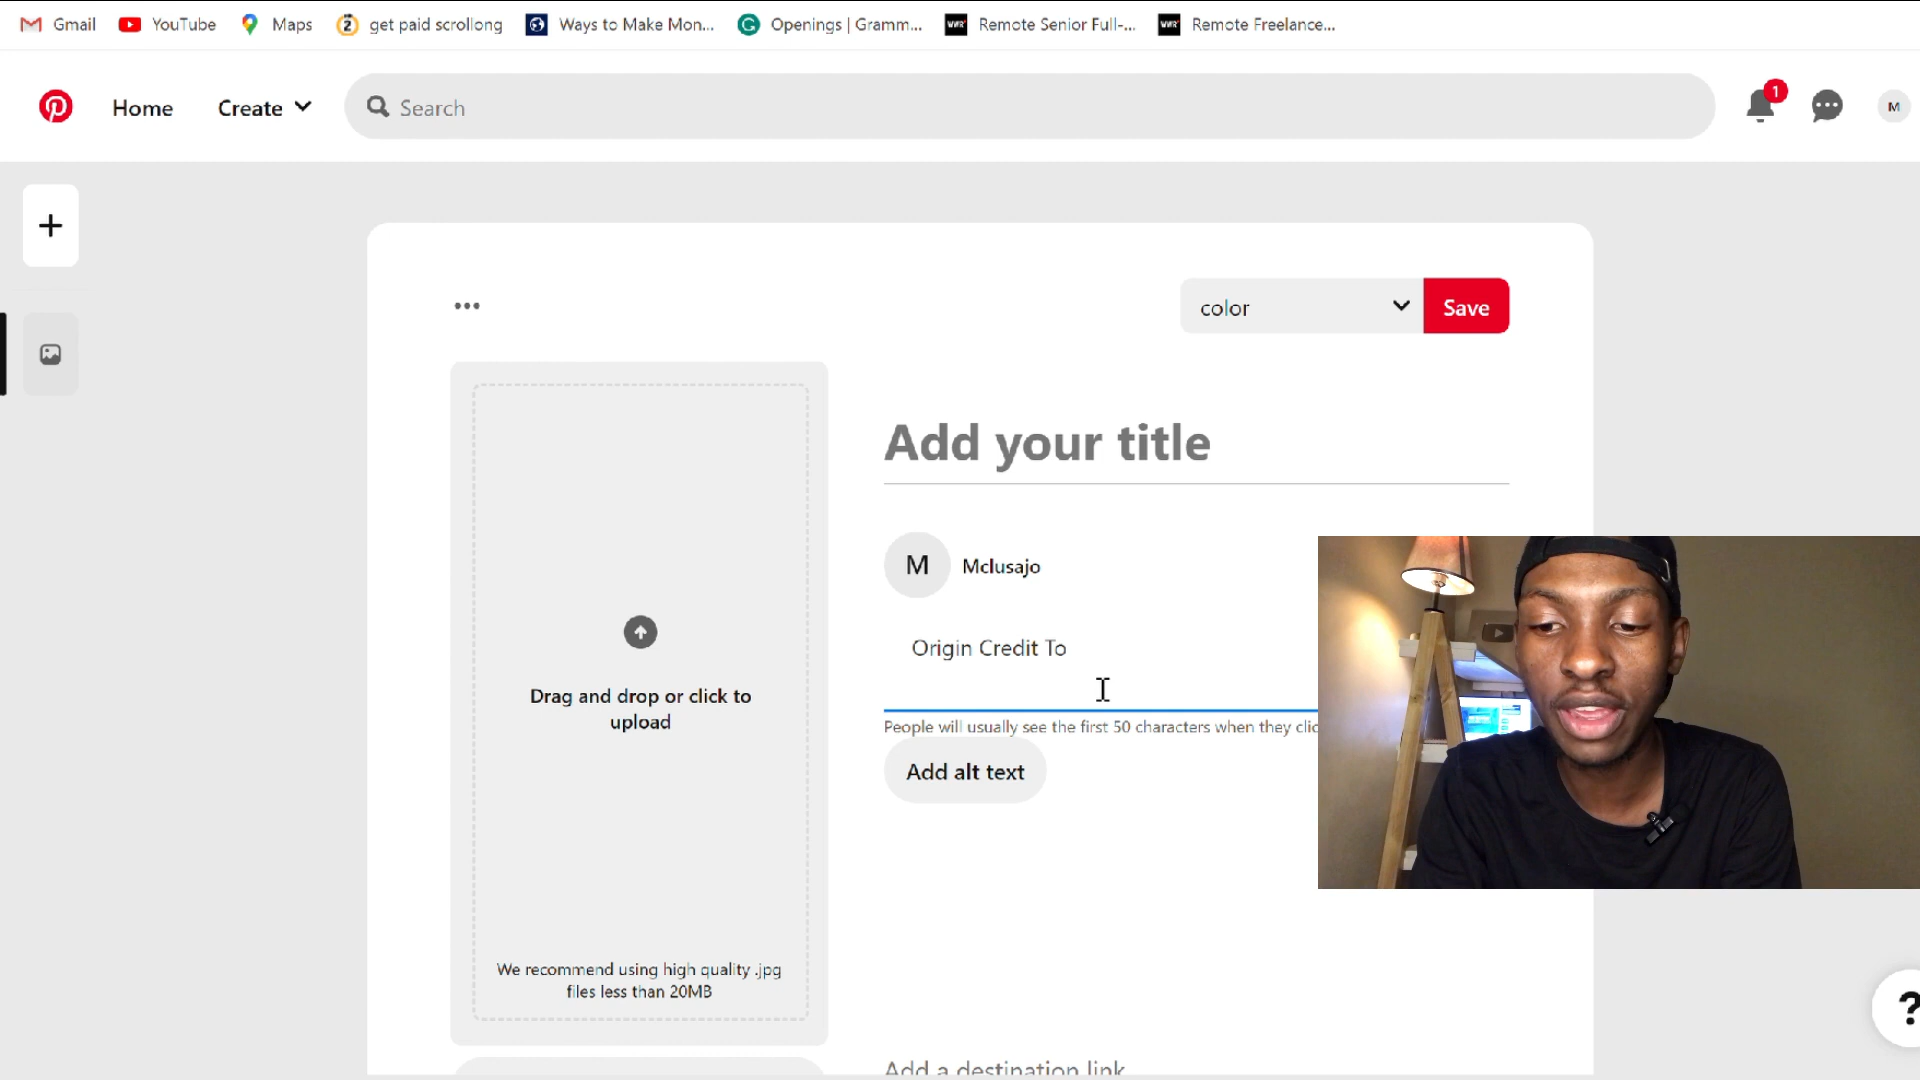 Gmail YouTube Maps get paid scrollong Ways to Make Mon... Openings | Gramm... Remote Senior Full-... Remote Freelance...
Home Create Search 1 M
color Save
Add your title
M Mclusajo
Origin Credit To
Drag and drop or click to
upload
People will usually see the first 50 characters when they clic
Add alt text
We recommend using high quality .jpg
files less than 20MB
?
Add a destination link